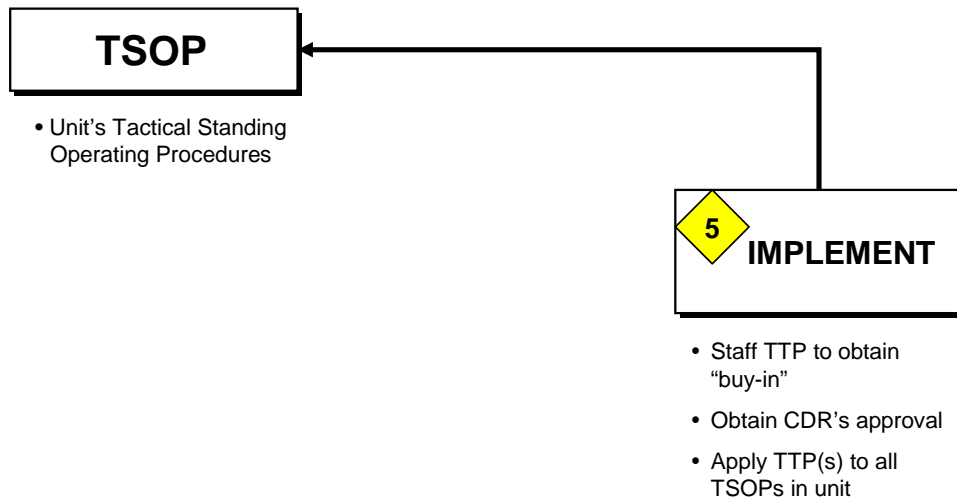 TSOP
• Unit's Tactical Standing
Operating Procedures
5
IMPLEMENT
• Staff TTP to obtain
“buy-in”
• Obtain CDR's approval
• Apply TTP(s) to all
TSOPs in unit